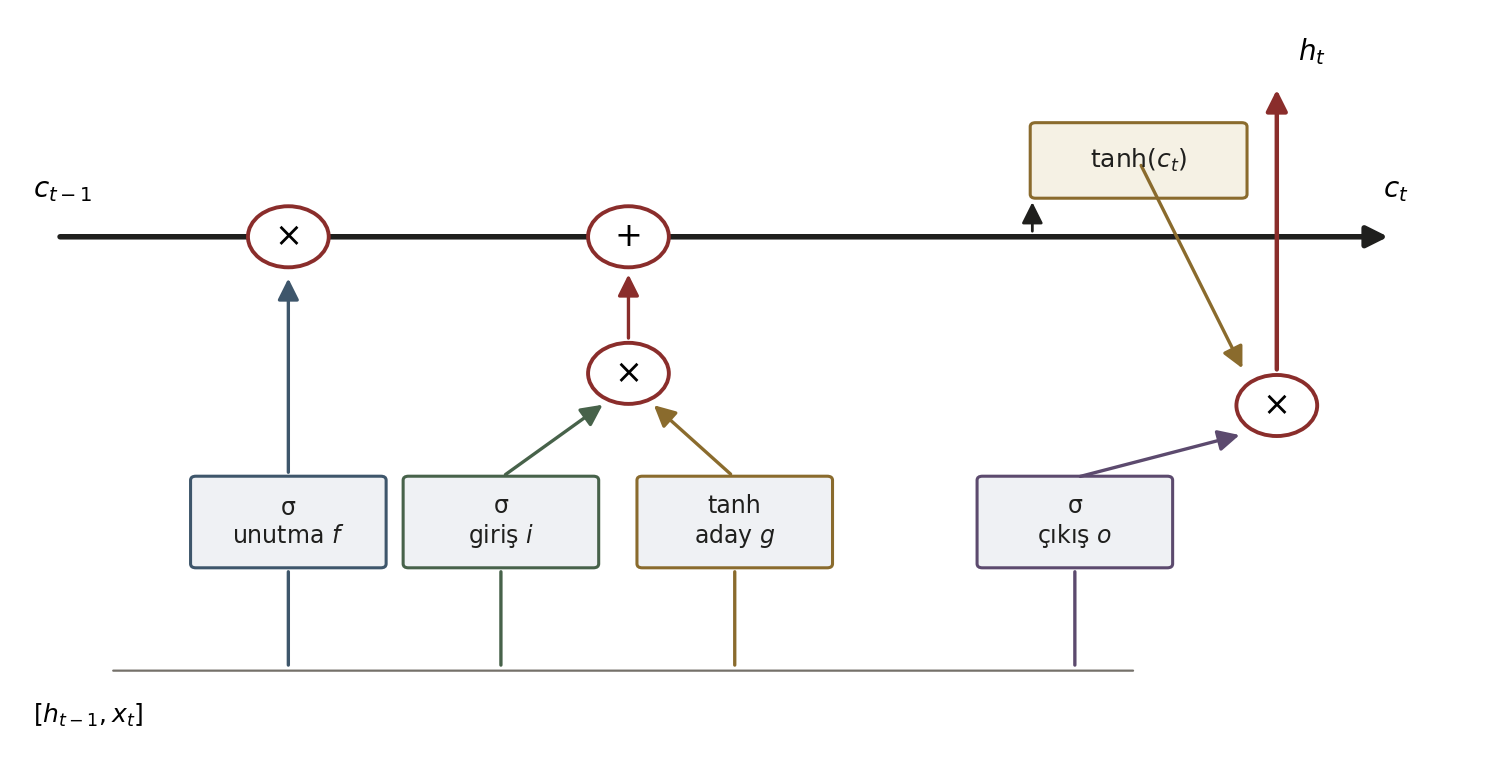 h_t
tanh(c_t)
c_{t−1}
c_t
×
+
×
×
σ
unutma f
σ
giriş i
tanh
aday g
σ
çıkış o
[h_{t−1}, x_t]